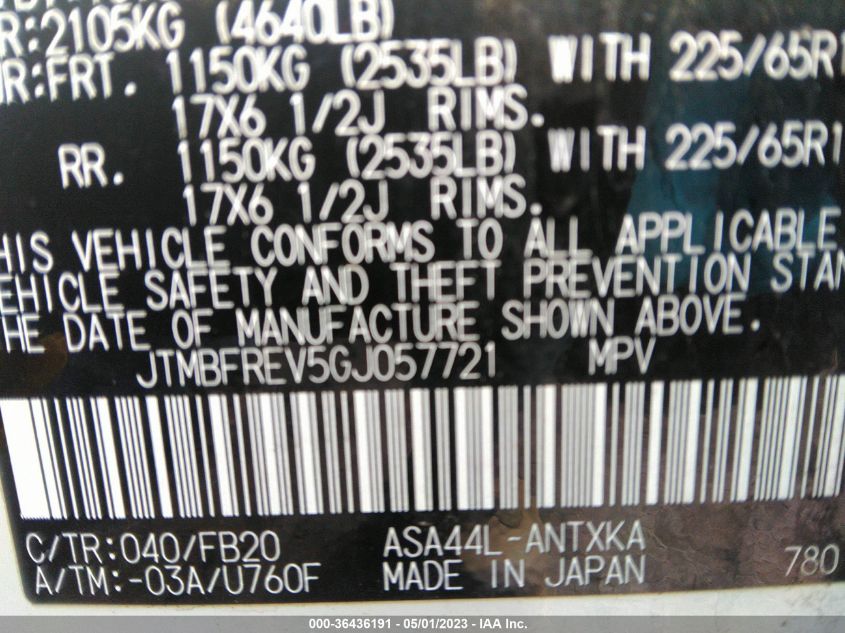 R:2105KG (4640LB)
R:FRT. 1150KG (2535LB) WITH 225/65R1
17X6 1/2J RIMS.
RR. 1150KG (2535LB) WITH 225/65R1
17X6 1/2J RIMS.
HIS VEHICLE CONFORMS TO ALL APPLICABLE
EHICLE SAFETY AND THEFT PREVENTION STAN
HE DATE OF MANUFACTURE SHOWN ABOVE.
JTMBFREV5GJ057721 MPV
C/TR:040/FB20 ASA44L-ANTXKA
A/TM:-03A/U760F MADE IN JAPAN 780
000-36436191 - 05/01/2023 - IAA Inc.